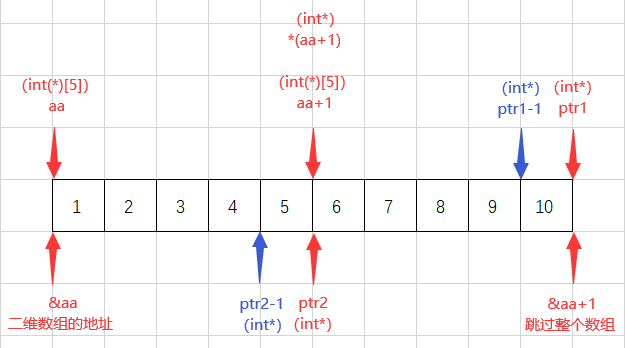 (int*)
*(aa+1)
(int(*)[5])
aa
(int(*)[5])
aa+1
(int*)
ptr1-1
(int*)
ptr1
1 2 3 4 5 6 7 8 9 10
&aa
二维数组的地址
ptr2-1
(int*)
ptr2
(int*)
&aa+1
跳过整个数组